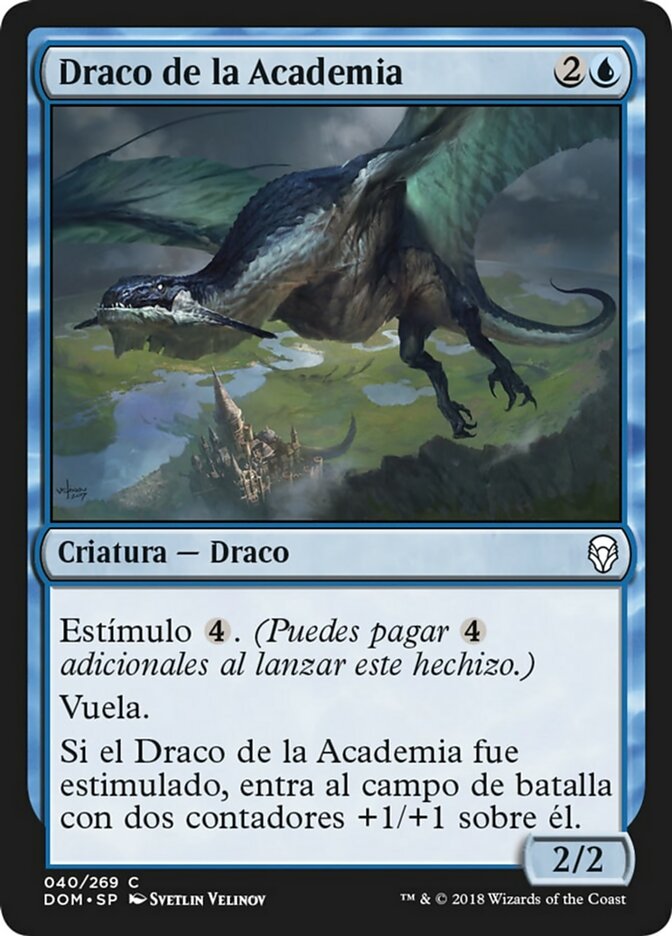 Draco de la Academia 2
Criatura — Draco
Estímulo 4. (Puedes pagar 4
adicionales al lanzar este hechizo.)
Vuela.
Si el Draco de la Academia fue
estimulado, entra al campo de batalla
con dos contadores +1/+1 sobre él.
2/2
040/269 C
DOM • SP Svetlin Velinov
™ & © 2018 Wizards of the Coast